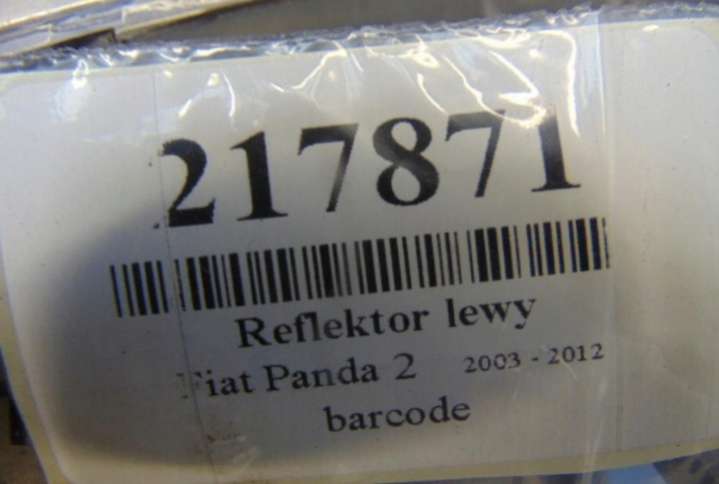 217871
Reflektor lewy
Fiat Panda 2 2003 - 2012
barcode